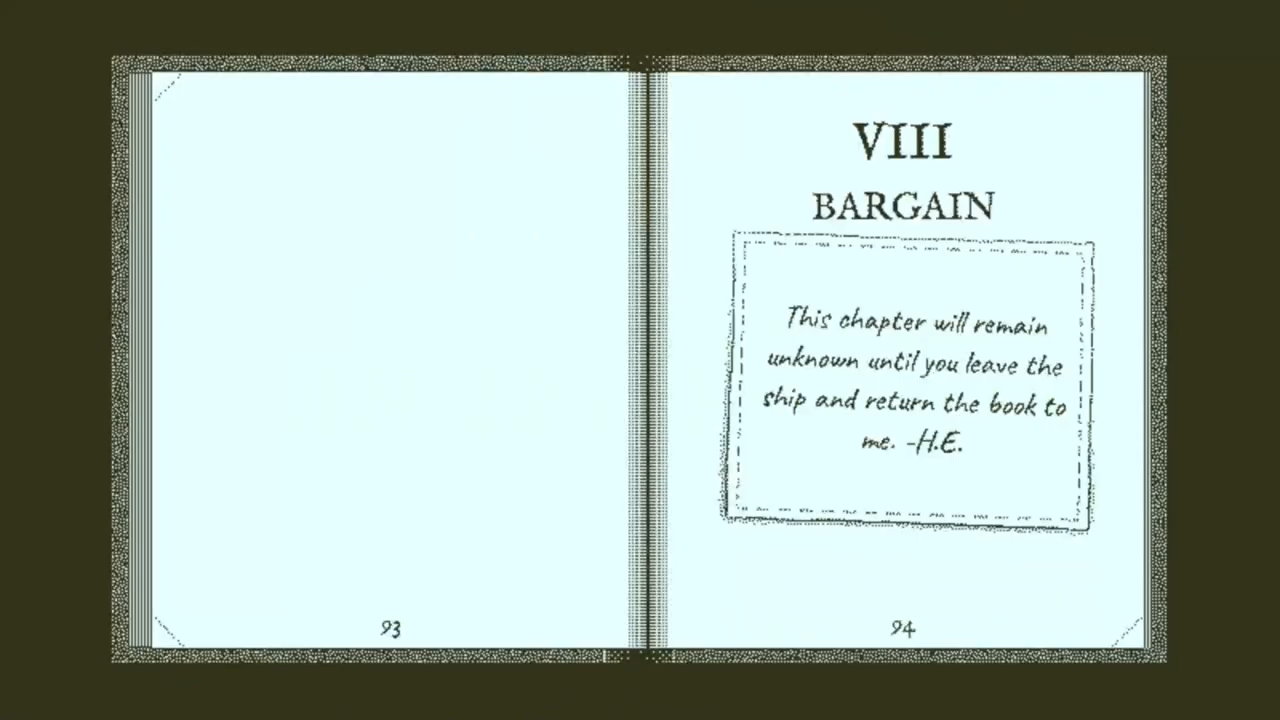 VIII
BARGAIN
This chapter will remain
unknown until you leave the
ship and return the book to
me. -H.E.
93
94